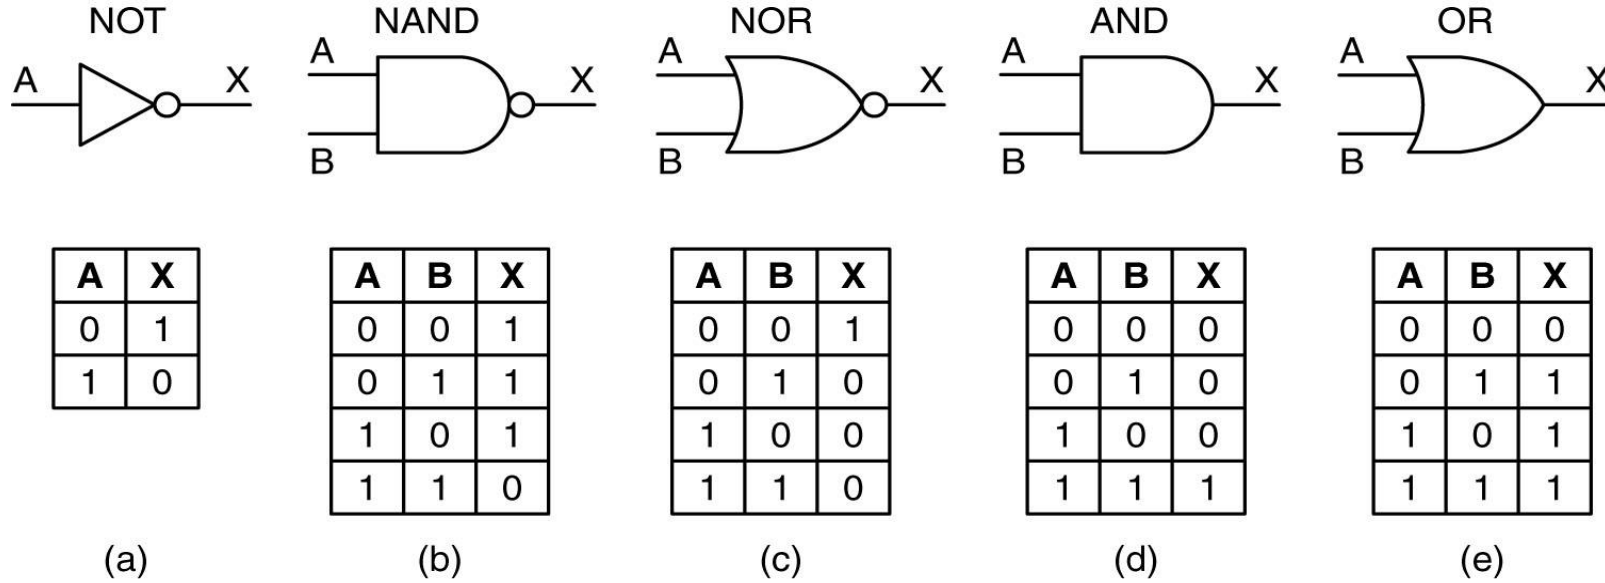 NOT NAND NOR AND OR
A X A B X A B X A B X A B X
A X
0 1
1 0
A B X
0 0 1
0 1 1
1 0 1
1 1 0
A B X
0 0 1
0 1 0
1 0 0
1 1 0
A B X
0 0 0
0 1 0
1 0 0
1 1 1
A B X
0 0 0
0 1 1
1 0 1
1 1 1
(a) (b) (c) (d) (e)